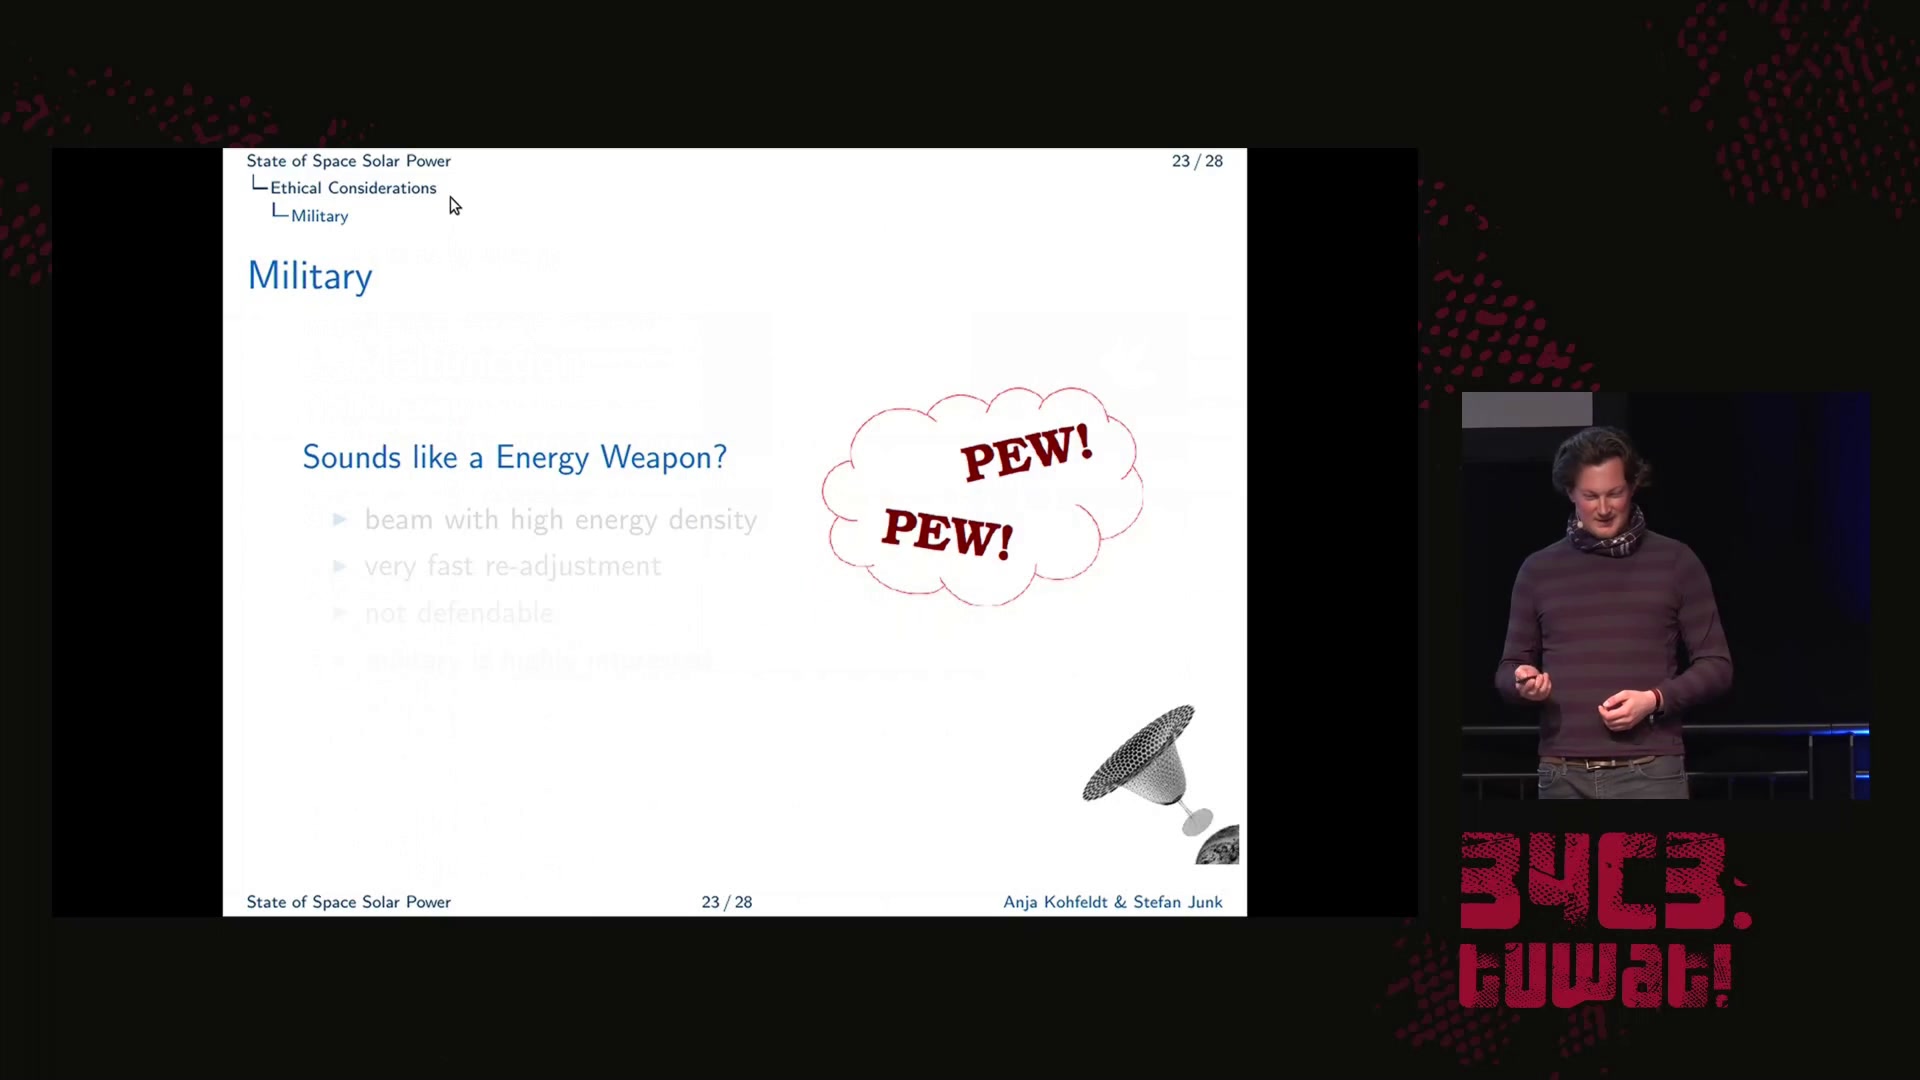 State of Space Solar Power
23 / 28
Ethical Considerations
Military
Military
Sounds like a Energy Weapon?
beam with high energy density
very fast re-adjustment
not defendable
military is highly interested
PEW!
PEW!
State of Space Solar Power
23 / 28
Anja Kohfeldt & Stefan Junk
34C3.
tuwat!